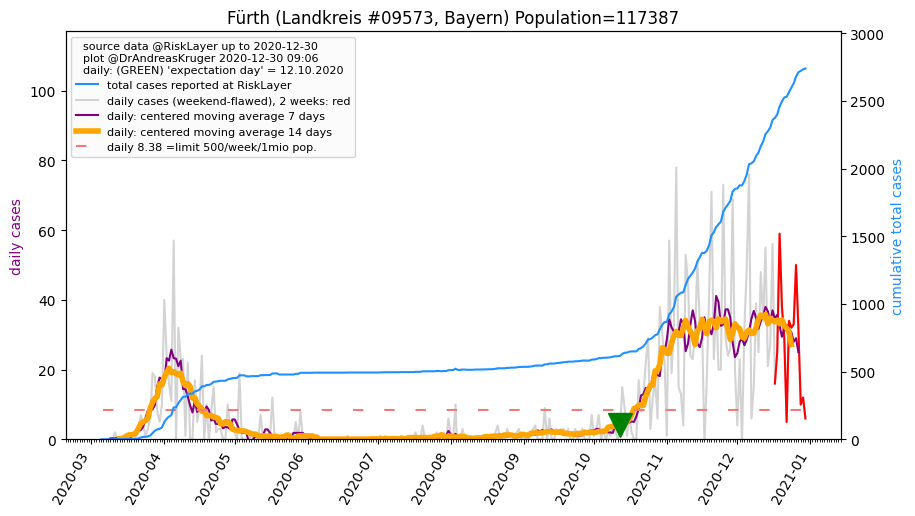 Fürth (Landkreis #09573, Bayern) Population=117387
source data @RiskLayer up to 2020-12-30
plot @DrAndreasKruger 2020-12-30 09:06
daily: (GREEN) 'expectation day' = 12.10.2020
total cases reported at RiskLayer
daily cases (weekend-flawed), 2 weeks: red
daily: centered moving average 7 days
daily: centered moving average 14 days
daily 8.38 =limit 500/week/1mio pop.
daily cases
100
80
60
40
20
0
cumulative total cases
3000
2500
2000
1500
1000
500
0
2020-03
2020-04
2020-05
2020-06
2020-07
2020-08
2020-09
2020-10
2020-11
2020-12
2021-01